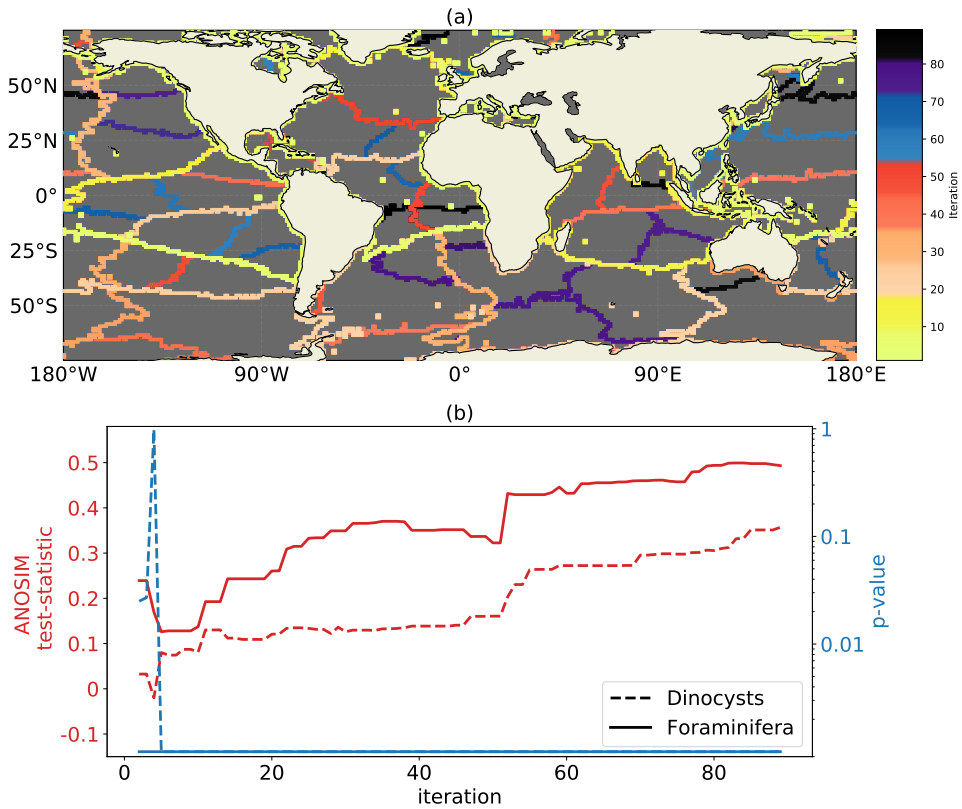 (a)
50°N
25°N
0°
25°S
50°S
180°W
90°W
0°
90°E
180°E
80
70
60
50
40
30
20
10
Iteration
(b)
0.5
0.4
0.3
0.2
0.1
0
-0.1
ANOSIM
test-statistic
1
0.1
0.01
p-value
Dinocysts
Foraminifera
0
20
40
60
80
iteration